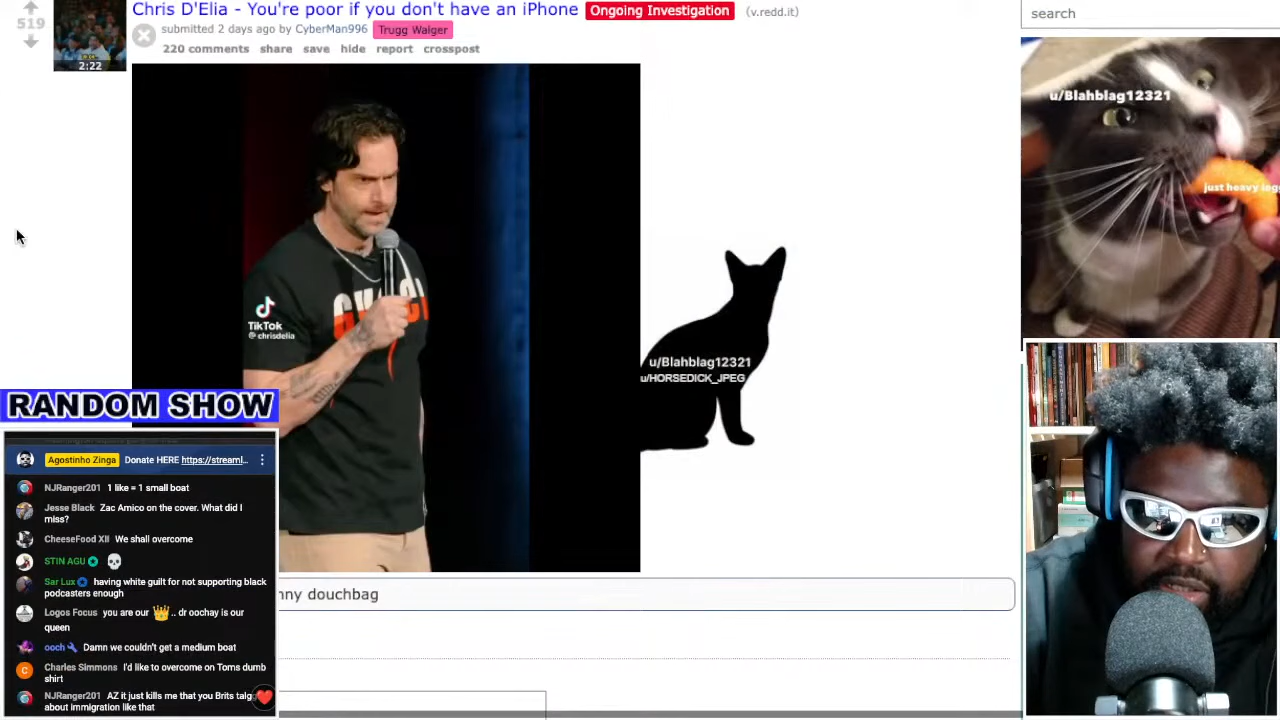 519
Chris D'Elia - You're poor if you don't have an iPhone Ongoing Investigation (v.redd.it)
submitted 2 days ago by CyberMan996 Trugg Walger
220 comments share save hide report crosspost
2:22
search
u/Blahblag12321
just heavy leg
TikTok
@chrisdelia
u/Blahblag12321
u/HORSEDICK_JPEG
RANDOM SHOW
Agostinho Zinga Donate HERE https://streaml...
NJRanger201 1 like = 1 small boat
Jesse Black Zac Amico on the cover. What did I
miss?
CheeseFood XII We shall overcome
STIN AGU
Sar Lux having white guilt for not supporting black
podcasters enough
Logos Focus you are our .. dr oochay is our
queen
ooch Damn we couldn't get a medium boat
Charles Simmons I'd like to overcome on Toms dumb
shirt
NJRanger201 AZ it just kills me that you Brits talg
about immigration like that
nny douchbag